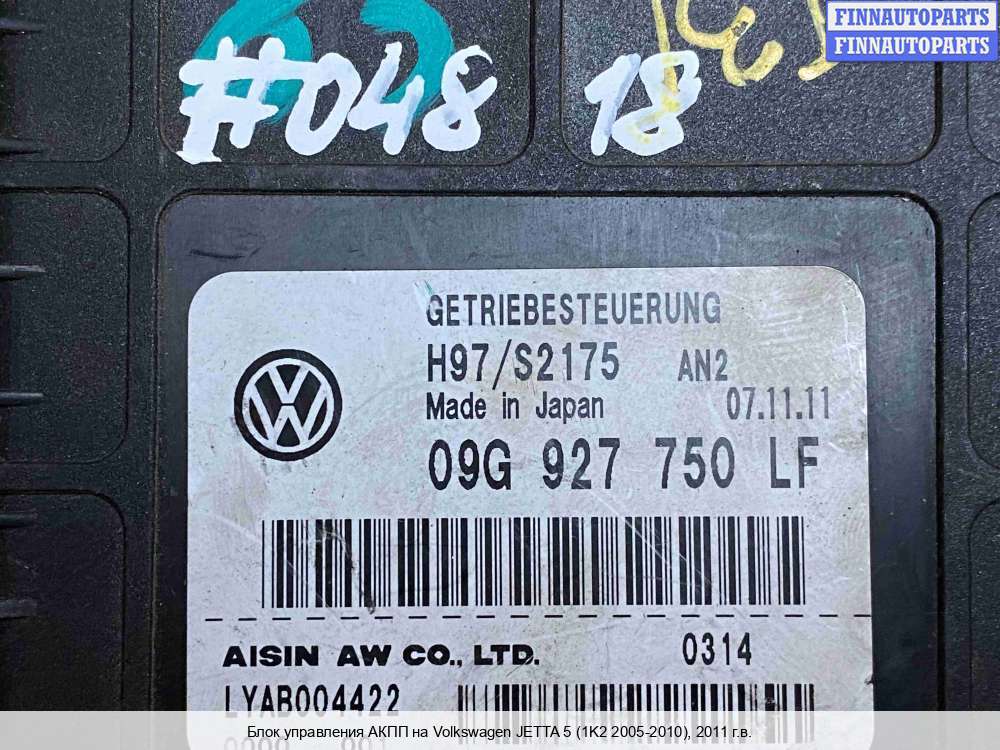 FINNAUTOPARTS
FINNAUTOPARTS
#048 18
GETRIEBESTEUERUNG
H97/S2175 AN2
Made in Japan 07.11.11
09G 927 750 LF
AISIN AW CO., LTD. 0314
LYAB004422
Блок управления АКПП на Volkswagen JETTA 5 (1K2 2005-2010), 2011 г.в.